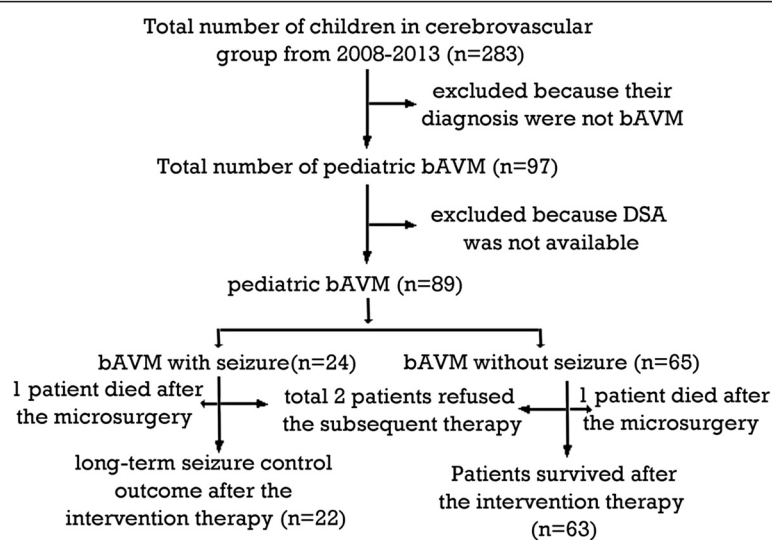 Total number of children in cerebrovascular
group from 2008-2013 (n=283)
excluded because their
diagnosis were not bAVM
Total number of pediatric bAVM (n=97)
excluded because DSA
was not available
pediatric bAVM (n=89)
bAVM with seizure(n=24)
bAVM without seizure (n=65)
1 patient died after
the microsurgery
total 2 patients refused
the subsequent therapy
1 patient died after
the microsurgery
long-term seizure control
outcome after the
intervention therapy (n=22)
Patients survived after
the intervention therapy
(n=63)